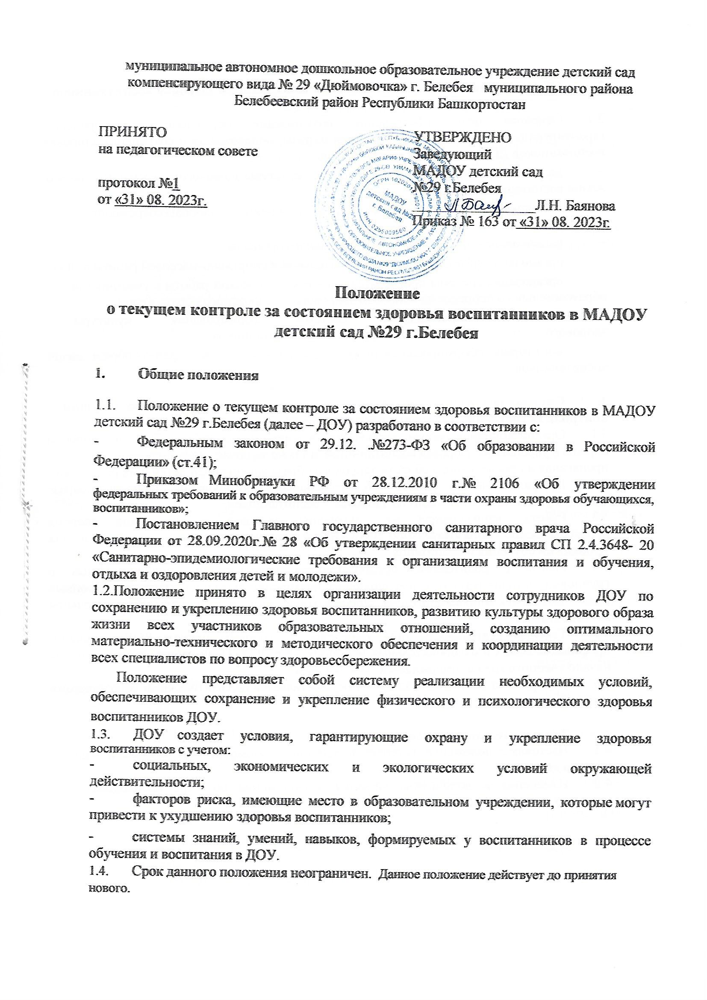 муниципальное автономное дошкольное образовательное учреждение детский сад
компенсирующего вида № 29 «Дюймовочка» г. Белебея муниципального района
Белебеевский район Республики Башкортостан
ПРИНЯТО
на педагогическом совете
протокол №1
от «31» 08. 2023г.
УТВЕРЖДЕНО
Заведующий
МАДОУ детский сад
№29 г.Белебея
Л.Н. Баянова
Приказ № 163 от «31» 08. 2023г.
МАДОУ
детский сад №29
г. Белебея
ИНН 0255009580
Положение
о текущем контроле за состоянием здоровья воспитанников в МАДОУ
детский сад №29 г.Белебея
1. Общие положения
1.1. Положение о текущем контроле за состоянием здоровья воспитанников в МАДОУ
детский сад №29 г.Белебея (далее – ДОУ) разработано в соответствии с:
- Федеральным законом от 29.12. .№273-ФЗ «Об образовании в Российской
Федерации» (ст.41);
- Приказом Минобрнауки РФ от 28.12.2010 г.№ 2106 «Об утверждении
федеральных требований к образовательным учреждениям в части охраны здоровья обучающихся,
воспитанников»;
- Постановлением Главного государственного санитарного врача Российской
Федерации от 28.09.2020г.№ 28 «Об утверждении санитарных правил СП 2.4.3648- 20
«Санитарно-эпидемиологические требования к организациям воспитания и обучения,
отдыха и оздоровления детей и молодежи».
1.2.Положение принято в целях организации деятельности сотрудников ДОУ по
сохранению и укреплению здоровья воспитанников, развитию культуры здорового образа
жизни всех участников образовательных отношений, созданию оптимального
материально-технического и методического обеспечения и координации деятельности
всех специалистов по вопросу здоровьесбережения.
Положение представляет собой систему реализации необходимых условий,
обеспечивающих сохранение и укрепление физического и психологического здоровья
воспитанников ДОУ.
1.3. ДОУ создает условия, гарантирующие охрану и укрепление здоровья
воспитанников с учетом:
- социальных, экономических и экологических условий окружающей
действительности;
- факторов риска, имеющие место в образовательном учреждении, которые могут
привести к ухудшению здоровья воспитанников;
- системы знаний, умений, навыков, формируемых у воспитанников в процессе
обучения и воспитания в ДОУ.
1.4. Срок данного положения неограничен. Данное положение действует до принятия
нового.